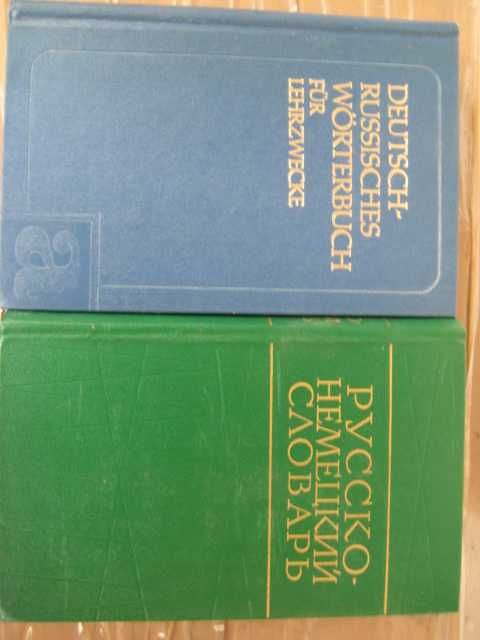 DEUTSCH-
RUSSISCHES
WÖRTERBUCH
FÜR
LEHRZWECKE
a
РУССКО-
НЕМЕЦКИЙ
СЛОВАРЬ